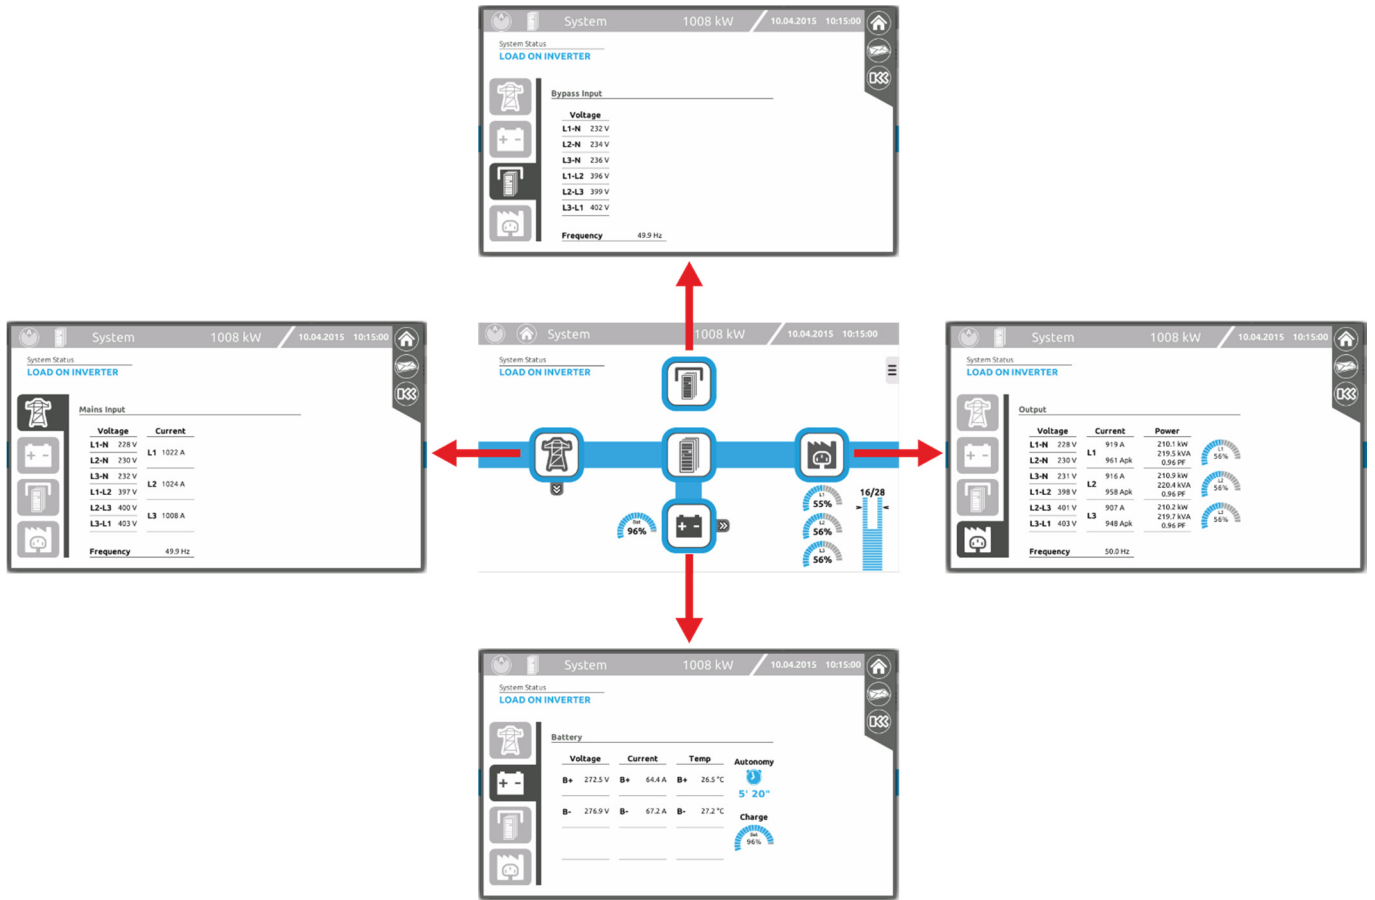 System 1008 kW 10.04.2015 10:15:00
System Status
LOAD ON INVERTER
Bypass Input
Voltage
L1-N 232 V
L2-N 234 V
L3-N 236 V
L1-L2 396 V
L2-L3 399 V
L3-L1 402 V
Frequency 49.9 Hz
System 1008 kW 10.04.2015 10:15:00
System Status
LOAD ON INVERTER
Mains Input
Voltage Current
L1-N 228 V
L1 1022 A
L2-N 230 V
L3-N 232 V
L2 1024 A
L1-L2 397 V
L2-L3 400 V
L3 1008 A
L3-L1 403 V
Frequency 49.9 Hz
System 1008 kW 10.04.2015 10:15:00
System Status
LOAD ON INVERTER
L1
55%
16/28
L2
56%
L3
56%
Bat
96%
+ -
System 1008 kW 10.04.2015 10:15:00
System Status
LOAD ON INVERTER
Output
Voltage Current Power
L1-N 228 V 919 A 210.1 kW
L1 219.5 kVA
L2-N 230 V 961 Apk 0.96 PF
L1
56%
L3-N 231 V 916 A 210.9 kW
L2 220.4 kVA
L1-L2 398 V 958 Apk 0.96 PF
L2
56%
L2-L3 401 V 907 A 210.2 kW
L3 219.7 kVA
L3-L1 403 V 948 Apk 0.96 PF
L3
56%
Frequency 50.0 Hz
System 1008 kW 10.04.2015 10:15:00
System Status
LOAD ON INVERTER
Battery
Voltage Current Temp Autonomy
B+ 272.5 V B+ 64.4 A B+ 26.5 °C
5' 20"
B- 276.9 V B- 67.2 A B- 27.2 °C
Charge
Bat
96%